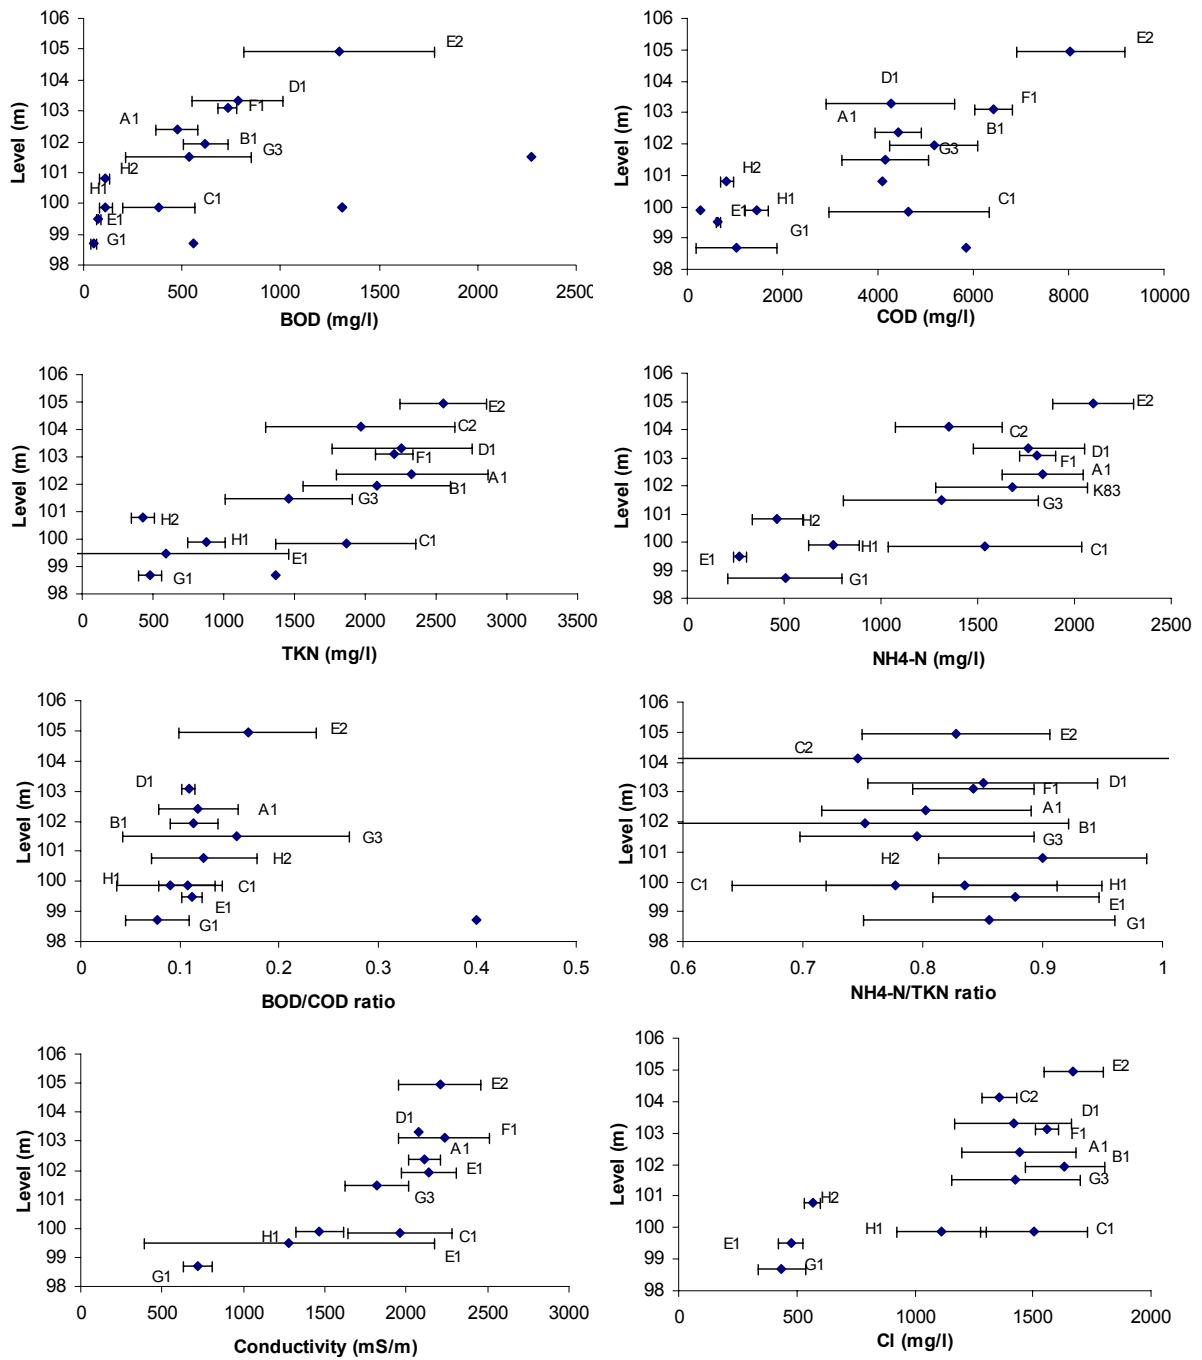 106
105
104
103
102
101
100
99
98
Level (m)
E2
D1
F1
A1
B1
G3
H2
H1
C1
E1
G1
0 500 1000 1500 2000 2500
BOD (mg/l)
106
105
104
103
102
101
100
99
98
Level (m)
E2
D1
F1
A1
B1
G3
H2
H1
E1
C1
G1
0 2000 4000 6000 8000 10000
COD (mg/l)
106
105
104
103
102
101
100
99
98
Level (m)
E2
C2
D1
F1
A1
B1
G3
H2
H1
C1
E1
G1
0 500 1000 1500 2000 2500 3000 3500
TKN (mg/l)
106
105
104
103
102
101
100
99
98
Level (m)
E2
C2
D1
F1
A1
K83
G3
H2
H1
C1
E1
G1
0 500 1000 1500 2000 2500
NH4-N (mg/l)
106
105
104
103
102
101
100
99
98
Level (m)
E2
D1
A1
B1
G3
H2
H1
C1
E1
G1
0 0.1 0.2 0.3 0.4 0.5
BOD/COD ratio
106
105
104
103
102
101
100
99
98
Level (m)
E2
C2
D1
F1
A1
B1
G3
H2
C1
H1
E1
G1
0.6 0.7 0.8 0.9 1
NH4-N/TKN ratio
106
105
104
103
102
101
100
99
98
Level (m)
E2
D1
F1
A1
E1
G3
H1
C1
E1
G1
0 500 1000 1500 2000 2500 3000
Conductivity (mS/m)
106
105
104
103
102
101
100
99
98
Level (m)
E2
C2
D1
F1
A1
B1
G3
H2
H1
C1
E1
G1
0 500 1000 1500 2000
Cl (mg/l)